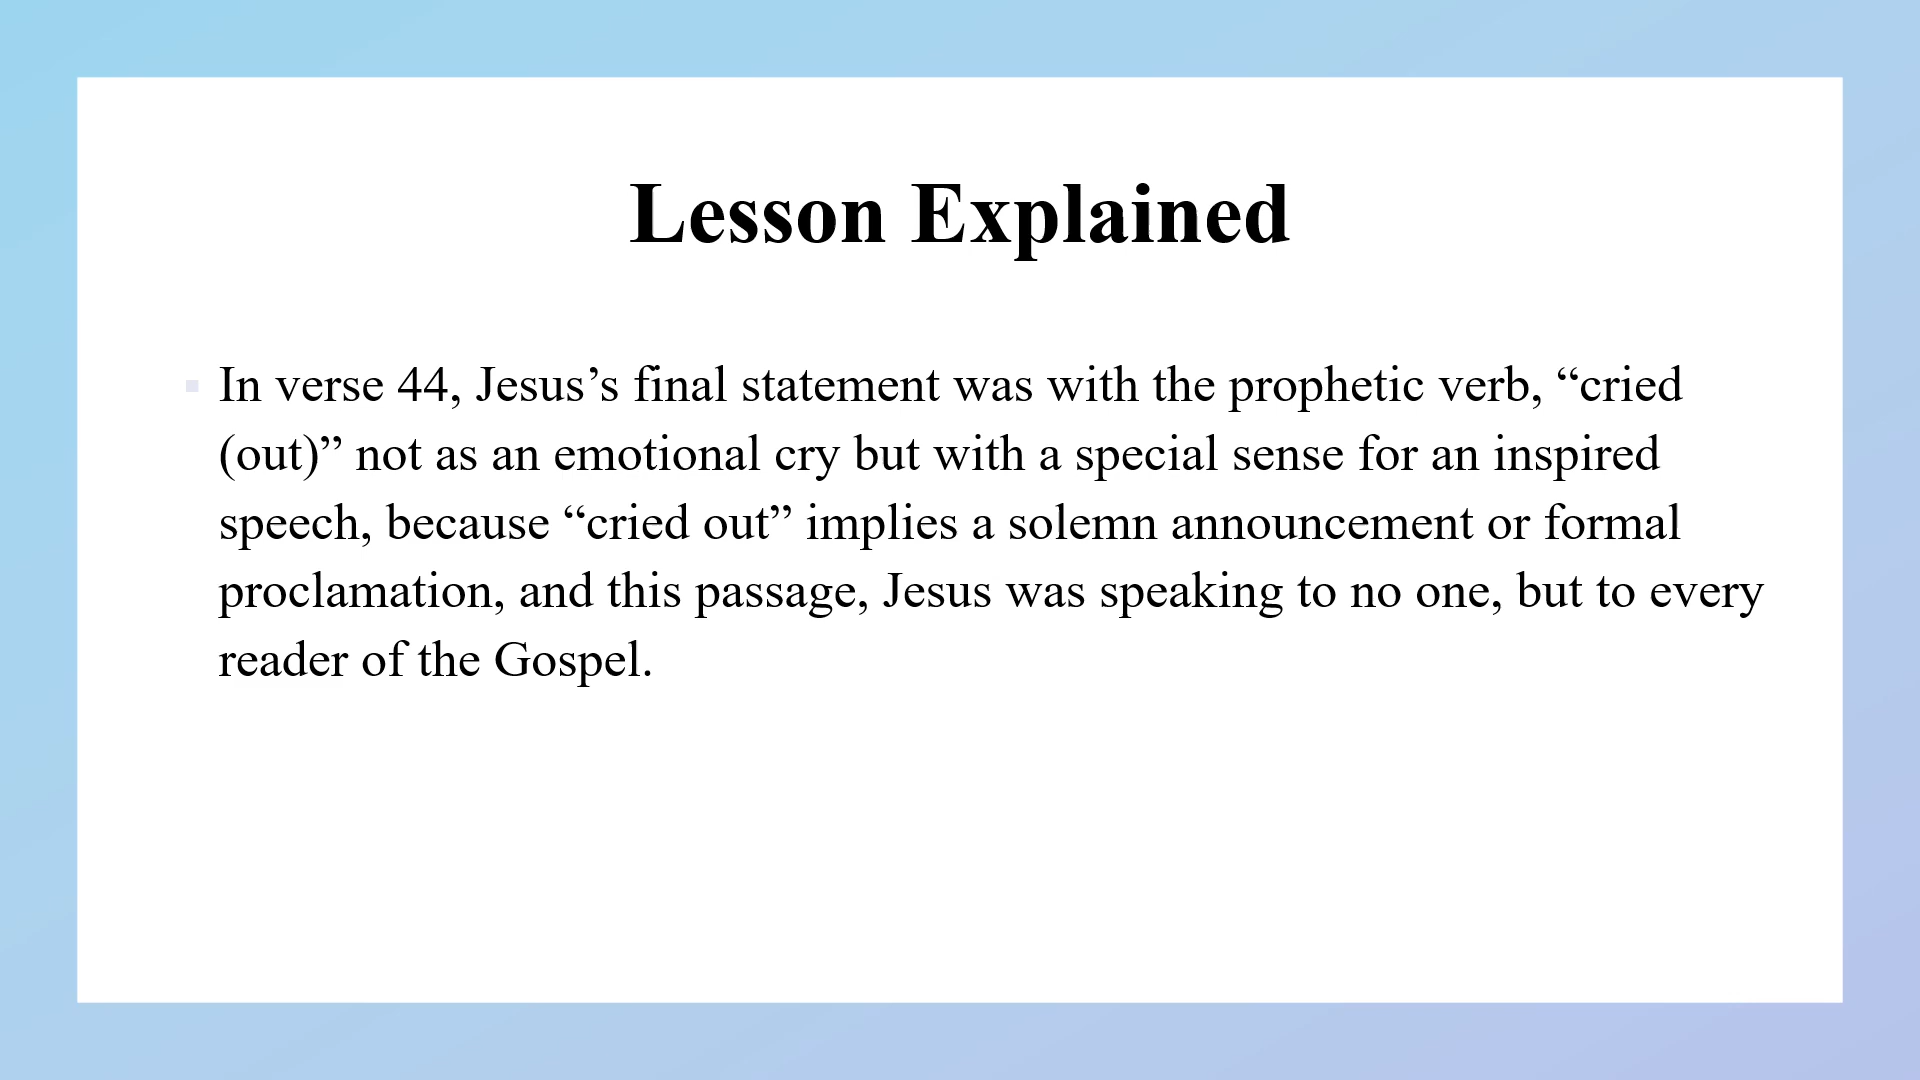 Lesson Explained
In verse 44, Jesus’s final statement was with the prophetic verb, “cried
(out)” not as an emotional cry but with a special sense for an inspired
speech, because “cried out” implies a solemn announcement or formal
proclamation, and this passage, Jesus was speaking to no one, but to every
reader of the Gospel.